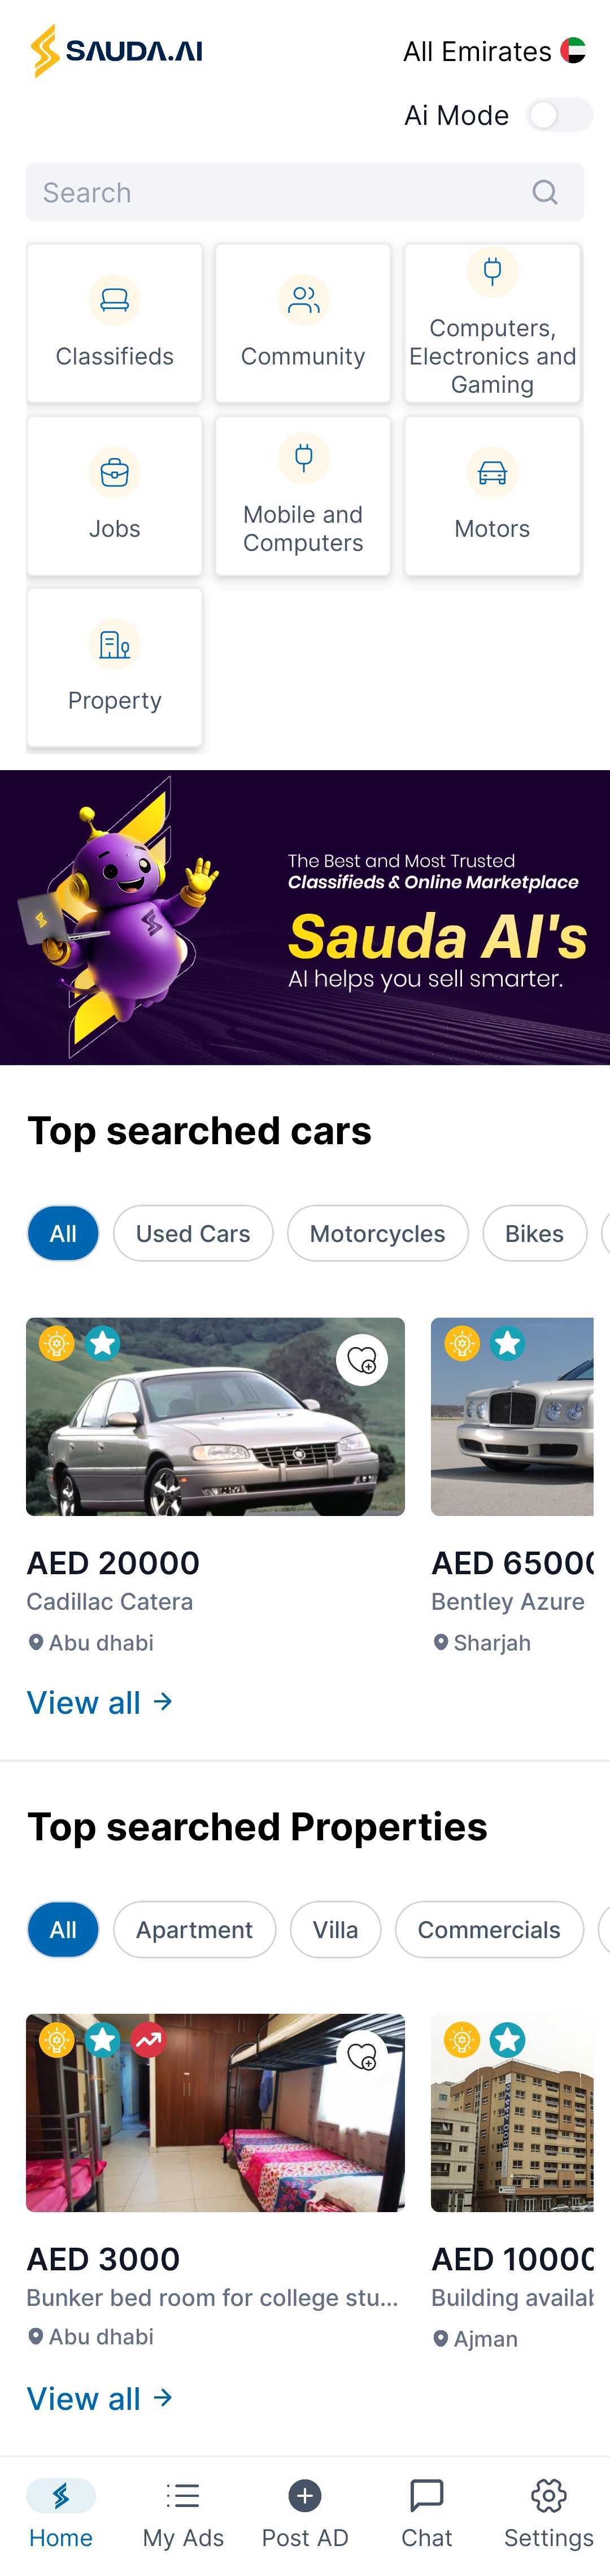 SAUDA.AI
All Emirates
Ai Mode
Search
Classifieds
Community
Computers,
Electronics and
Gaming
Jobs
Mobile and
Computers
Motors
Property
The Best and Most Trusted
Classifieds & Online Marketplace
Sauda AI's
AI helps you sell smarter.
Top searched cars
All
Used Cars
Motorcycles
Bikes
AED 20000
AED 6500
Cadillac Catera
Bentley Azure
Abu dhabi
Sharjah
View all
Top searched Properties
All
Apartment
Villa
Commercials
AED 3000
AED 1000
Bunker bed room for college stu...
Building
Abu dhabi
Ajman
View all
Home
My Ads
Post AD
Chat
Settings